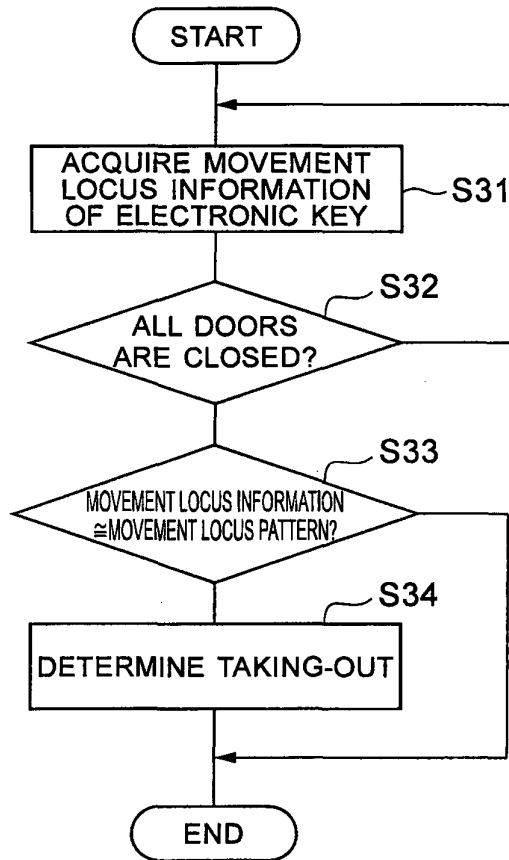 START
ACQUIRE MOVEMENT
LOCUS INFORMATION
OF ELECTRONIC KEY
S31
S32
ALL DOORS
ARE CLOSED?
S33
MOVEMENT LOCUS INFORMATION
≅MOVEMENT LOCUS PATTERN?
S34
DETERMINE TAKING-OUT
END